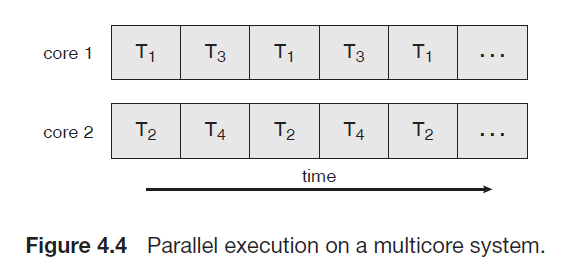 core 1 T1 T3 T1 T3 T1 ...
core 2 T2 T4 T2 T4 T2 ...
time
Figure 4.4 Parallel execution on a multicore system.